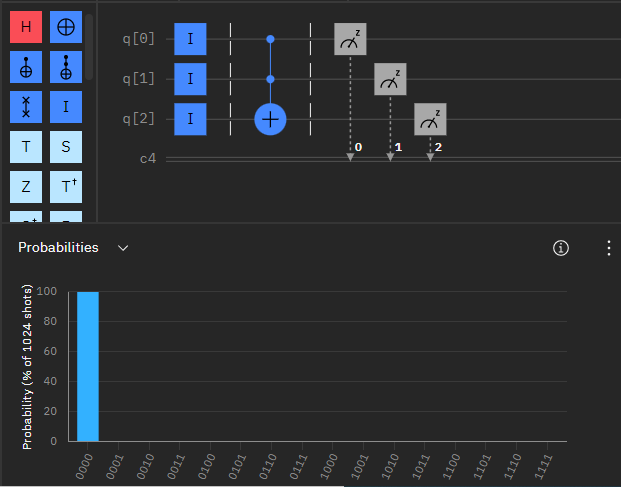 H
I
T S
Z T†
q[0] I z
q[1] I z
q[2] I z
c4 0 1 2
Probabilities
Probability (% of 1024 shots)
100
80
60
40
20
0
0000 0001 0010 0011 0100 0101 0110 0111 1000 1001 1010 1011 1100 1101 1110 1111